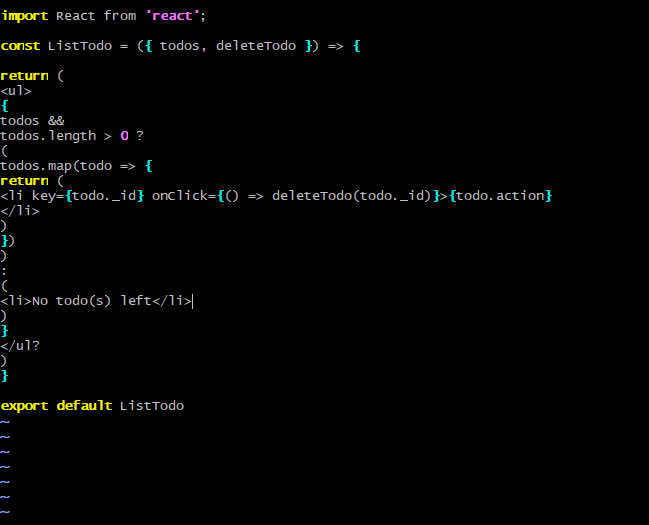 import React from 'react';
const ListTodo = ({ todos, deleteTodo }) => {
return (
<ul>
{
todos &&
todos.length > 0 ?
(
todos.map(todo => {
return (
<li key={todo._id} onClick={() => deleteTodo(todo._id)}>{todo.action}
</li>
)
})
)
:
(
<li>No todo(s) left</li>
)
}
</ul?
)
}
export default ListTodo
~
~
~
~
~
~
~